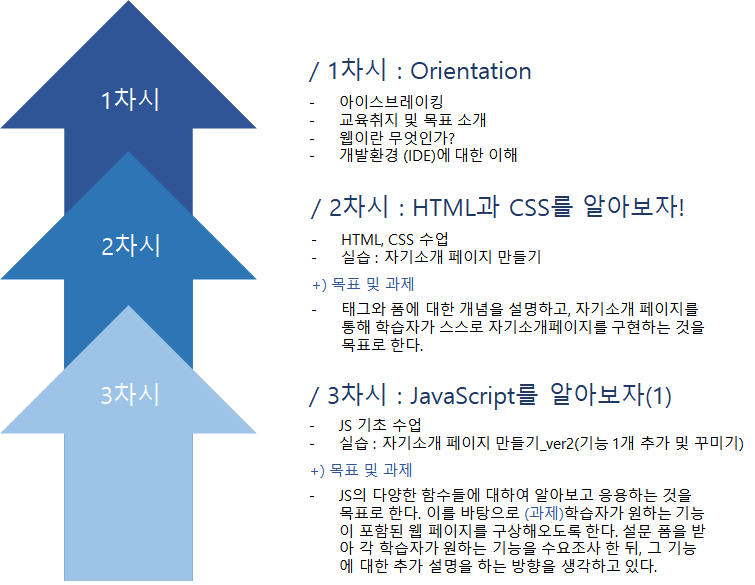 1차시
/ 1차시 : Orientation
- 아이스브레이킹
- 교육취지 및 목표 소개
- 웹이란 무엇인가?
- 개발환경 (IDE)에 대한 이해
2차시
/ 2차시 : HTML과 CSS를 알아보자!
- HTML, CSS 수업
- 실습 : 자기소개 페이지 만들기
+) 목표 및 과제
- 태그와 폼에 대한 개념을 설명하고, 자기소개 페이지를
통해 학습자가 스스로 자기소개페이지를 구현하는 것을
목표로 한다.
3차시
/ 3차시 : JavaScript를 알아보자(1)
- JS 기초 수업
- 실습 : 자기소개 페이지 만들기_ver2(기능 1개 추가 및 꾸미기)
+) 목표 및 과제
- JS의 다양한 함수들에 대하여 알아보고 응용하는 것을
목표로 한다. 이를 바탕으로 (과제)학습자가 원하는 기능
이 포함된 웹 페이지를 구상해오도록 한다. 설문 폼을 받
아 각 학습자가 원하는 기능을 수요조사 한 뒤, 그 기능
에 대한 추가 설명을 하는 방향을 생각하고 있다.